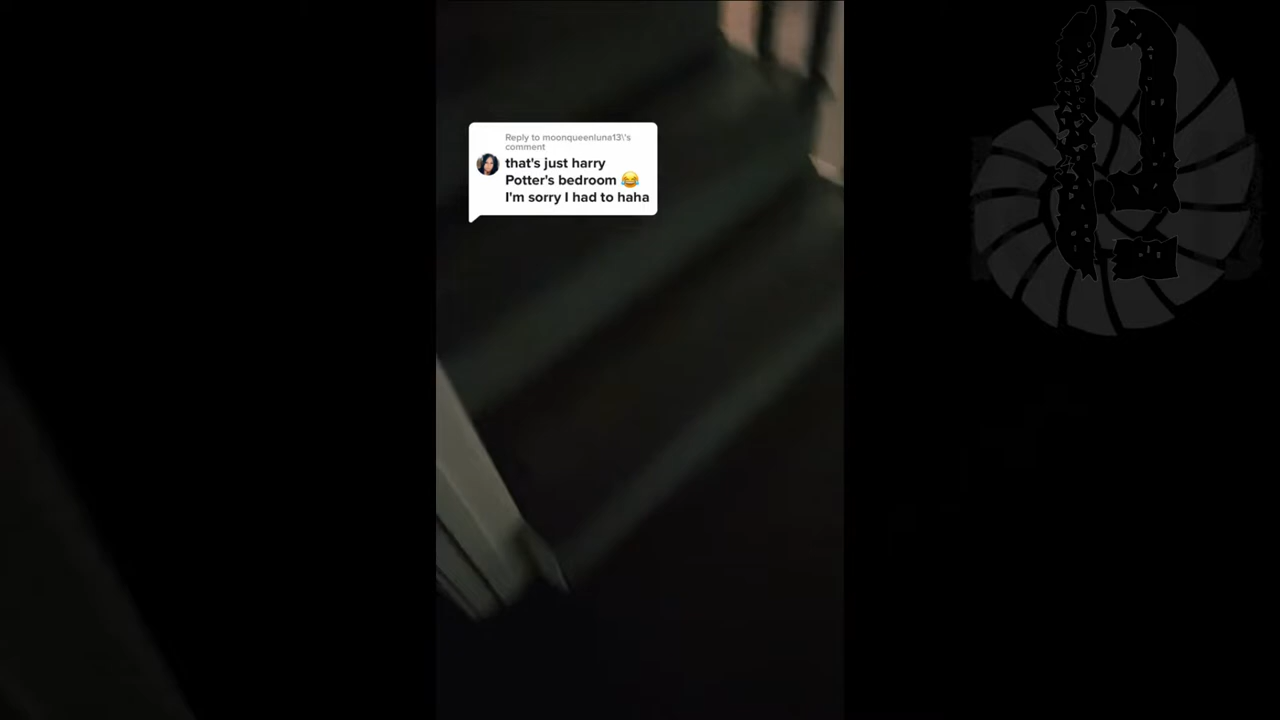 Reply to moonqueenluna13\'s
comment
that's just harry
Potter's bedroom 😂
I'm sorry I had to haha